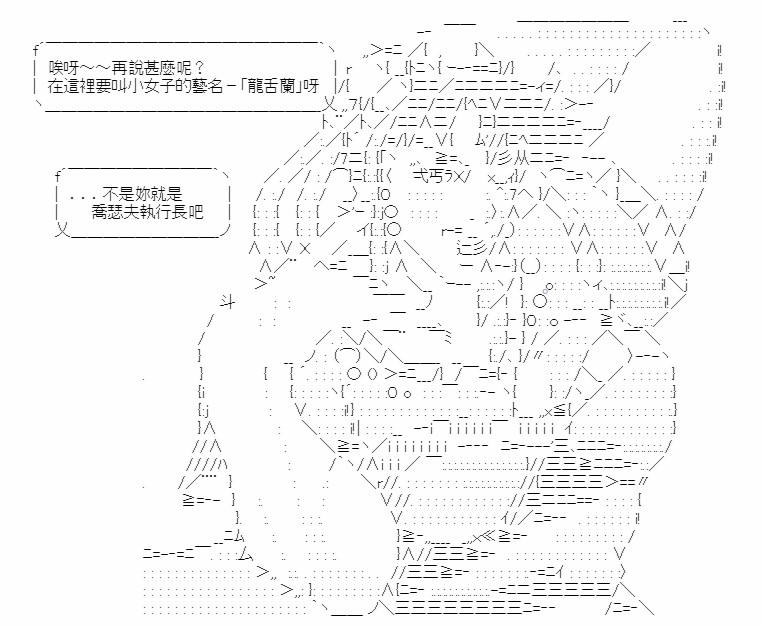 唉呀～～再說甚麼呢？
在這裡要叫小女子的藝名－「龍舌蘭」呀
...不是妳就是
喬瑟夫執行長吧